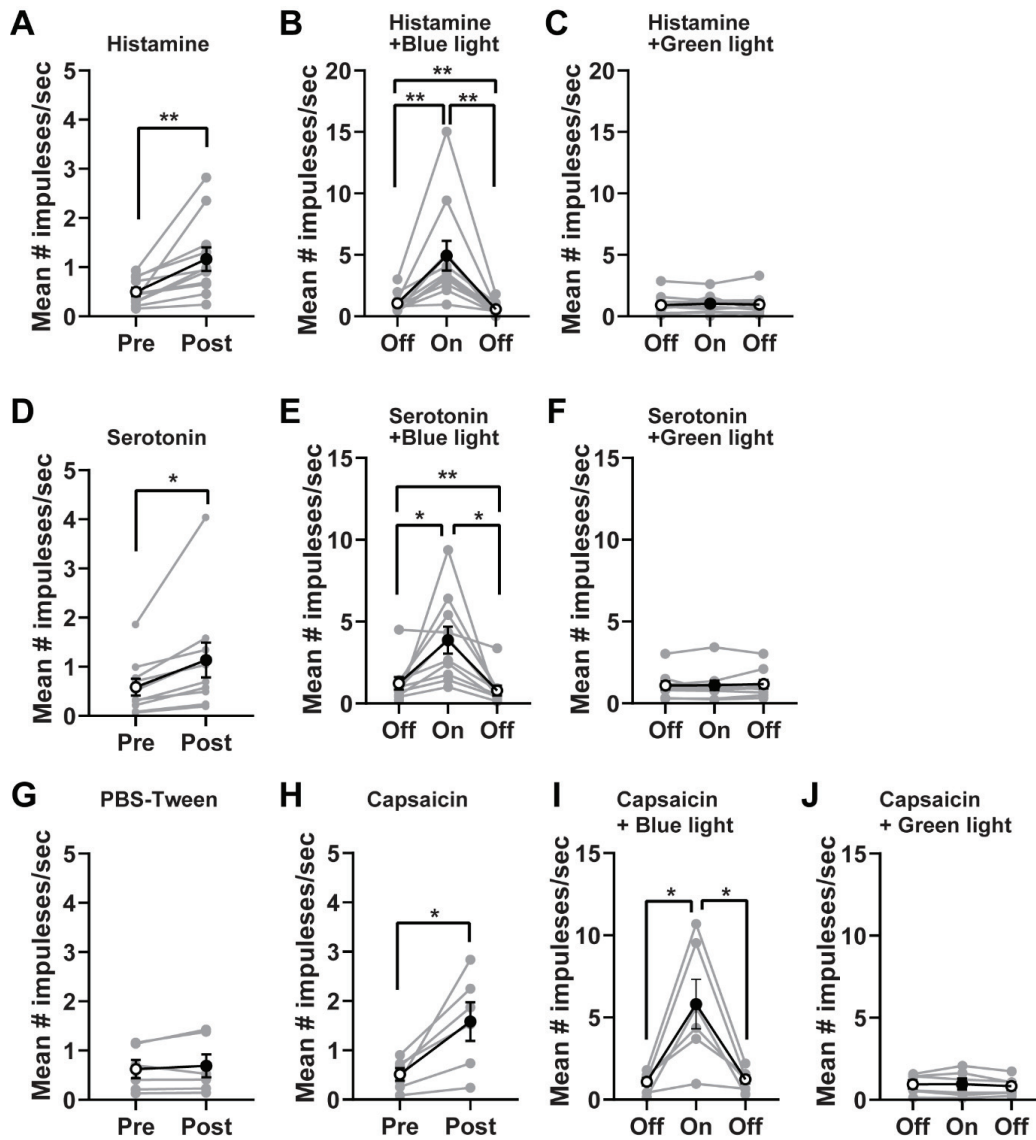 A
Histamine
Mean # impuleses/sec
5
4
3
2
1
0
**
Pre Post
B
Histamine
+Blue light
Mean # impuleses/sec
20
15
10
5
0
**
** **
Off On Off
C
Histamine
+Green light
Mean # impuleses/sec
20
15
10
5
0
Off On Off
D
Serotonin
Mean # impuleses/sec
5
4
3
2
1
0
*
Pre Post
E
Serotonin
+Blue light
Mean # impuleses/sec
15
10
5
0
**
* *
Off On Off
F
Serotonin
+Green light
Mean # impuleses/sec
15
10
5
0
Off On Off
G
PBS-Tween
Mean # impuleses/sec
5
4
3
2
1
0
Pre Post
H
Capsaicin
Mean # impuleses/sec
5
4
3
2
1
0
*
Pre Post
I
Capsaicin
+ Blue light
Mean # impuleses/sec
15
10
5
0
* *
Off On Off
J
Capsaicin
+ Green light
Mean # impuleses/sec
15
10
5
0
Off On Off